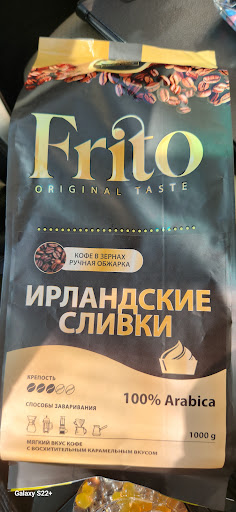 Frito
ORIGINAL TASTE
КОФЕ В ЗЕРНАХ
РУЧНАЯ ОБЖАРКА
ИРЛАНДСКИЕ
СЛИВКИ
КРЕПОСТЬ
100% Arabica
СПОСОБЫ ЗАВАРИВАНИЯ
1000 g
МЯГКИЙ ВКУС КОФЕ
С ВОСХИТИТЕЛЬНЫМ КАРАМЕЛЬНЫМ ВКУСОМ
Galaxy S22+